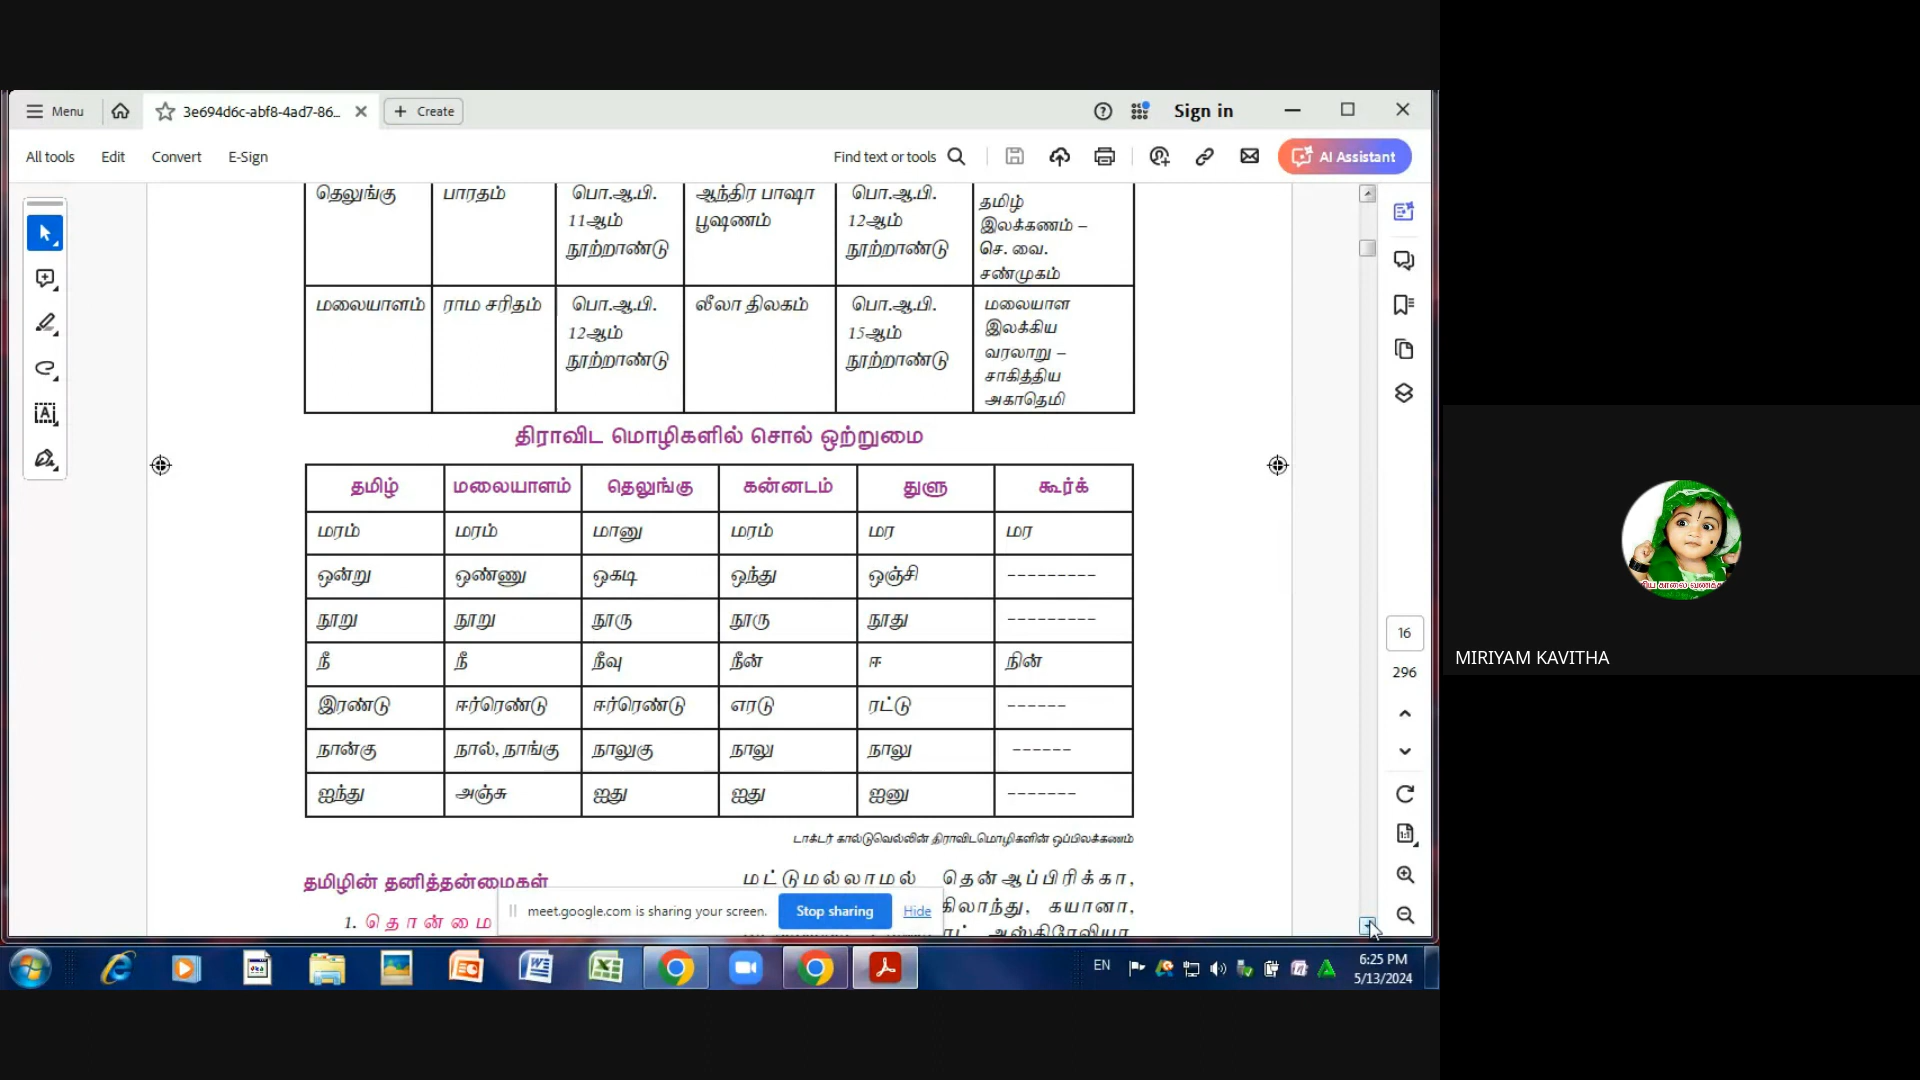 Menu
3e694d6c-abf8-4ad7-86...
Create
Sign in
All tools
Edit
Convert
E-Sign
Find text or tools
AI Assistant
தெலுங்கு பாரதம் பொ.ஆ.பி. ஆந்திர பாஷா பொ.ஆ.பி. தமிழ்
11ஆம் பூஷணம் 12ஆம் இலக்கணம் –
நூற்றாண்டு நூற்றாண்டு செ. வை.
சண்முகம்
மலையாளம் ராம சரிதம் பொ.ஆ.பி. லீலா திலகம் பொ.ஆ.பி. மலையாள
12ஆம் 15ஆம் இலக்கிய
நூற்றாண்டு நூற்றாண்டு வரலாறு –
சாகித்திய
அகாதெமி
திராவிட மொழிகளில் சொல் ஒற்றுமை
தமிழ் மலையாளம் தெலுங்கு கன்னடம் துளு கூர்க்
மரம் மரம் மானு மரம் மர மர
ஒன்று ஒண்ணு ஒகடி ஒந்து ஒஞ்சி ---------
நூறு நூறு நூரு நூரு நூது ---------
நீ நீ நீவு நீன் ஈ நின்
இரண்டு ஈர்ரெண்டு ஈர்ரெண்டு எரடு ரட்டு ------
நான்கு நால், நாங்கு நாலுகு நாலு நாலு ------
ஐந்து அஞ்சு ஐது ஐது ஐனு -------
டாக்டர் கால்டுவெல்லின் திராவிடமொழிகளின் ஒப்பிலக்கணம்
தமிழின் தனித்தன்மைகள்
1. தொன்மை
மட்டுமல்லாமல் தென்ஆப்பிரிக்கா,
கயானா,
ஆஸ்திரேலியா
meet.google.com is sharing your screen.
Stop sharing
Hide
16
296
EN
6:25 PM
5/13/2024
MIRIYAM KAVITHA